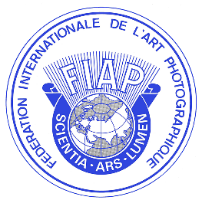 FEDERATION INTERNATIONALE DE L'ART PHOTOGRAPHIQUE
FIAP
SCIENTIA · ARS · LUMEN